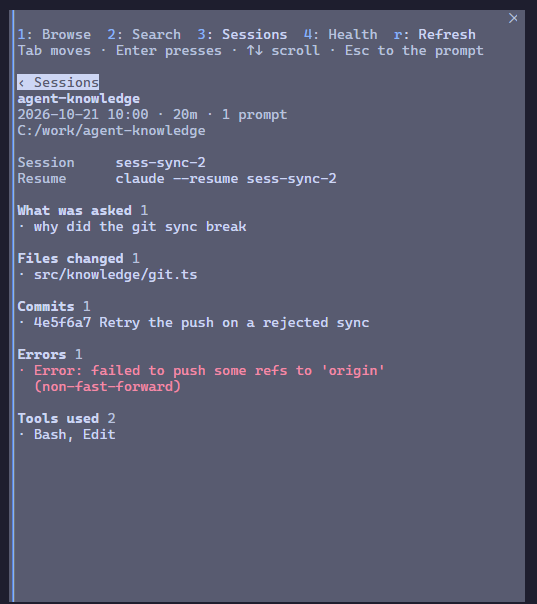 ×
1: Browse 2: Search 3: Sessions 4: Health r: Refresh
Tab moves · Enter presses · ↑↓ scroll · Esc to the prompt
‹ Sessions
agent-knowledge
2026-10-21 10:00 · 20m · 1 prompt
C:/work/agent-knowledge
Session sess-sync-2
Resume claude --resume sess-sync-2
What was asked 1
· why did the git sync break
Files changed 1
· src/knowledge/git.ts
Commits 1
· 4e5f6a7 Retry the push on a rejected sync
Errors 1
· Error: failed to push some refs to 'origin'
(non-fast-forward)
Tools used 2
· Bash, Edit